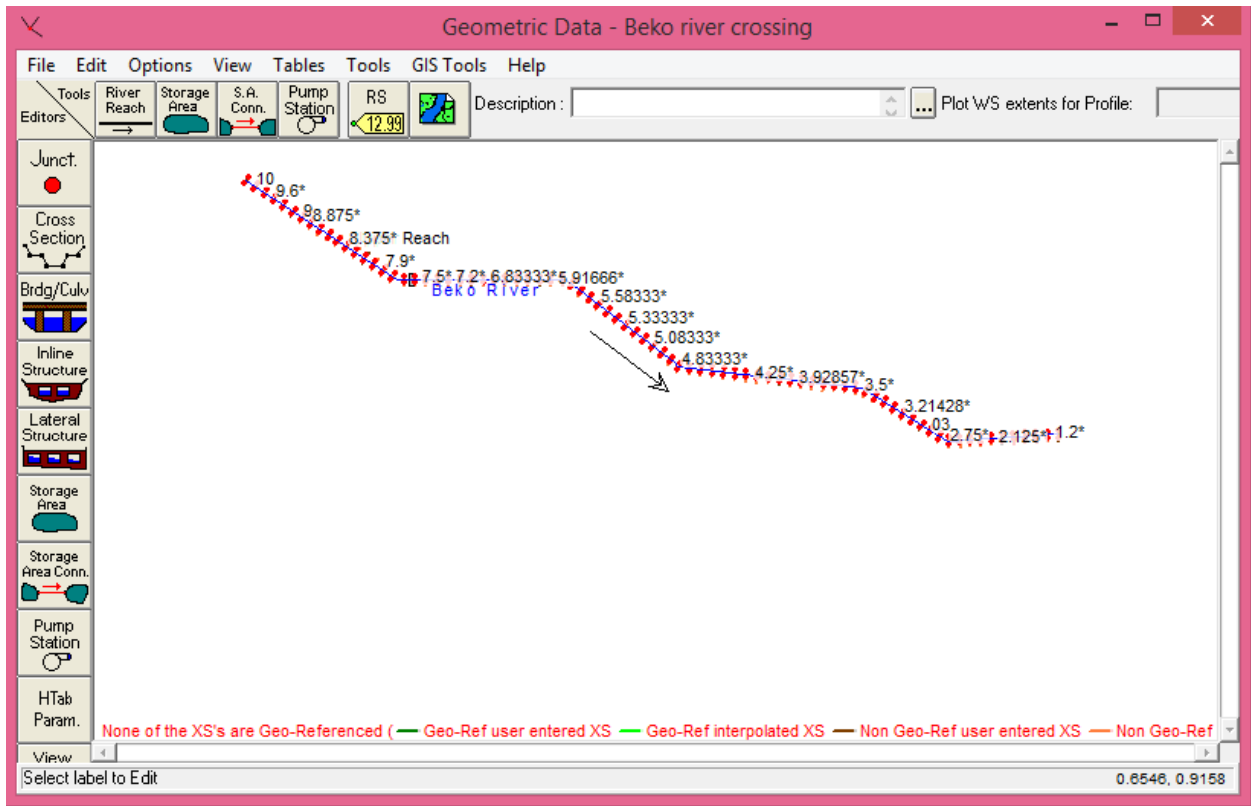 Geometric Data - Beko river crossing
File Edit Options View Tables Tools GIS Tools Help
Tools
Editors
River
Reach
Storage
Area
S.A.
Conn.
Pump
Station
RS
12.99
Description :
...
Plot WS extents for Profile:
Junct.
Cross
Section
Brdg/Culv
Inline
Structure
Lateral
Structure
Storage
Area
Storage
Area Conn.
Pump
Station
HTab
Param.
View
10
9.6*
9
8.875*
8.375* Reach
7.9*
7.5* 7.2* 6.83333* 5.91666*
Beko River
5.58333*
5.33333*
5.08333*
4.83333*
4.25* 3.92857* 3.5*
3.21428*
03
2.75* 2.125* 1.2*
None of the XS's are Geo-Referenced ( Geo-Ref user entered XS Geo-Ref interpolated XS Non Geo-Ref user entered XS Non Geo-Ref
Select label to Edit
0.6546, 0.9158